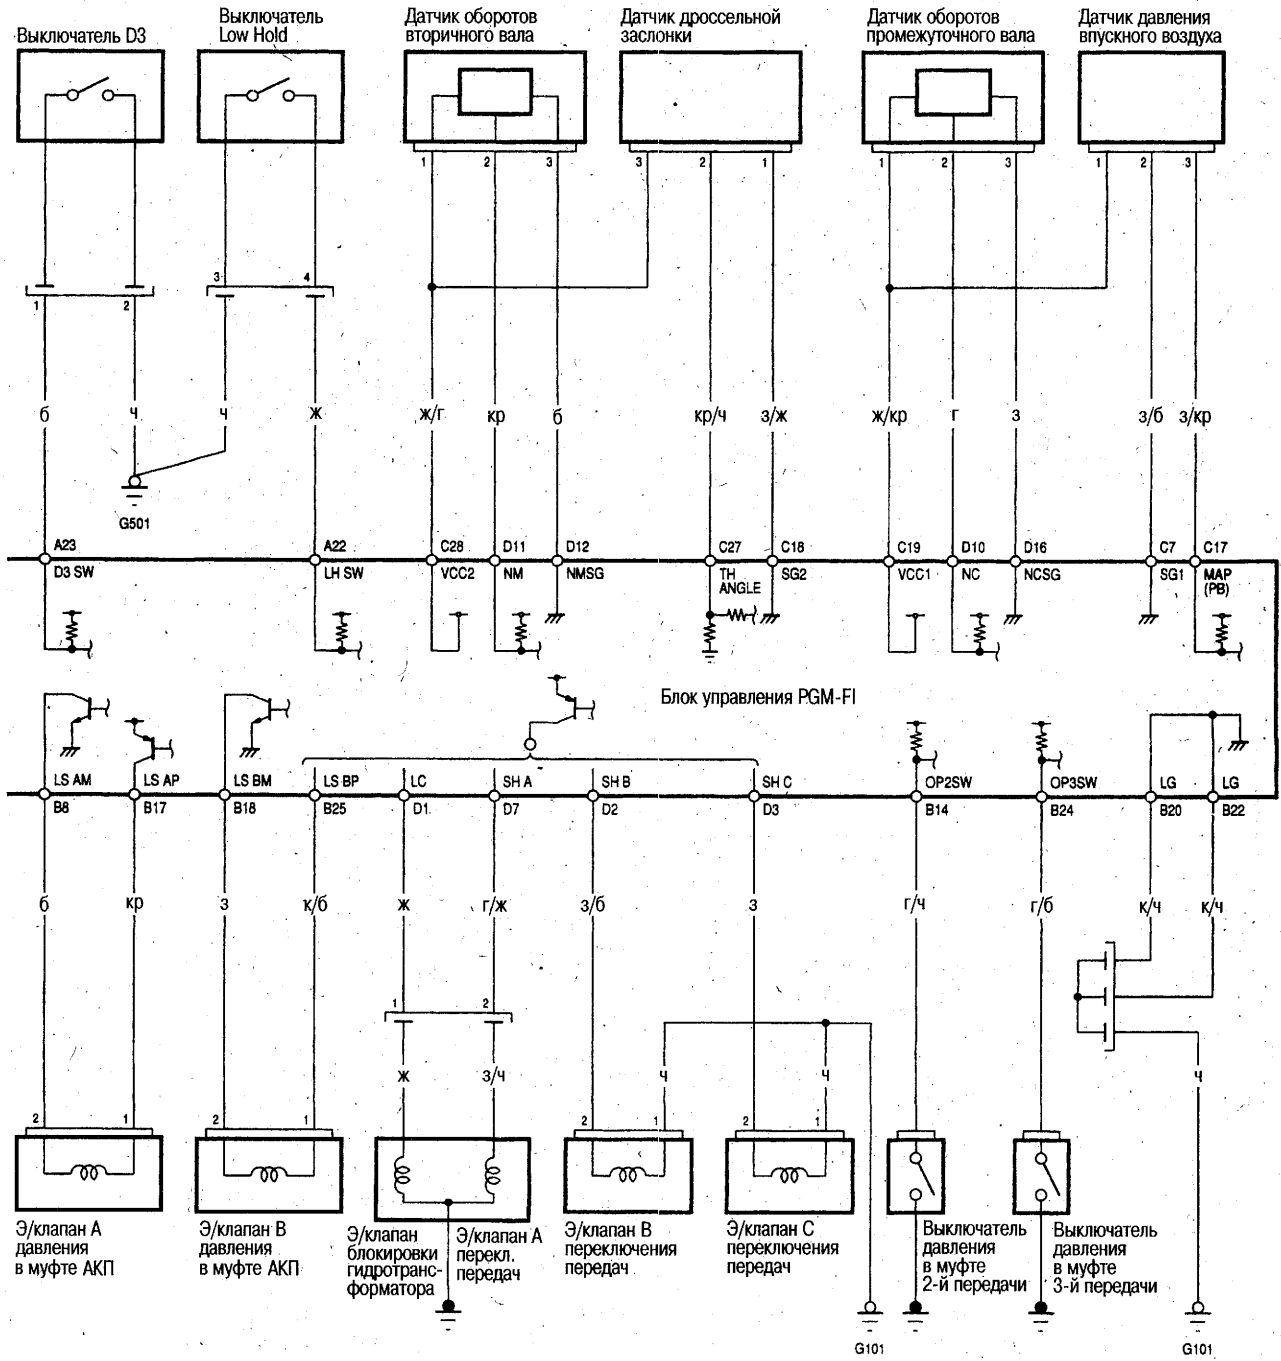 Выключатель D3
Выключатель
Low Hold
Датчик оборотов
вторичного вала
Датчик дроссельной
заслонки
Датчик оборотов
промежуточного вала
Датчик давления
впускного воздуха
1 2 3 3 2 1 1 2 3 1 2 3
3 4
1 2
б ч ч ж ж/г кр б кр/ч з/ж ж/кр г з з/б з/кр
G501
A23 A22 C28 D11 D12 C27 C18 C19 D10 D16 C7 C17
D3 SW LH SW VCC2 NM NMSG TH SG2 VCC1 NC NCSG SG1 MAP
ANGLE (PB)
Блок управления PGM-FI
LS AM LS AP LS BM LS BP LC SH A SH B SH C OP2SW OP3SW LG LG
B8 B17 B18 B25 D1 D7 D2 D3 B14 B24 B20 B22
б кр з к/б ж г/ж з/б з г/ч г/б к/ч к/ч
1 2
ж з/ч ч ч ч
2 1 2 1 2 1 2 1
Э/клапан A
давления
в муфте АКП
Э/клапан B
давления
в муфте АКП
Э/клапан
блокировки
гидротранс-
форматора
Э/клапан A
перекл.
передач
Э/клапан B
переключения
передач
Э/клапан C
переключения
передач
Выключатель
давления
в муфте
2-й передачи
Выключатель
давления
в муфте
3-й передачи
G101
G101